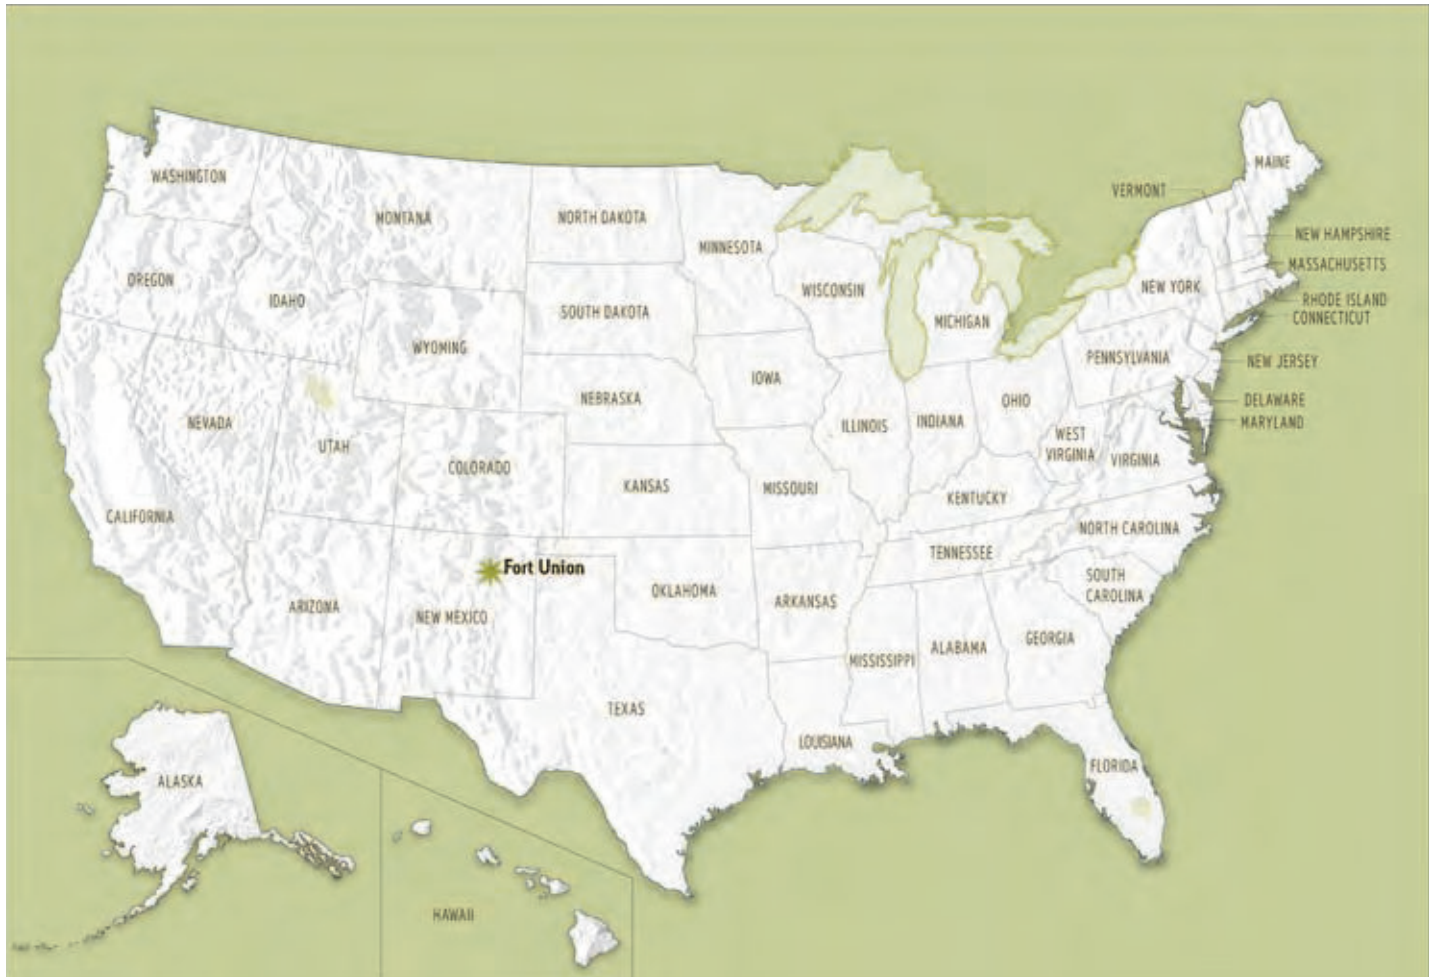 MAINE
WASHINGTON
VERMONT
MONTANA
NORTH DAKOTA
MINNESOTA
NEW HAMPSHIRE
MASSACHUSETTS
OREGON
IDAHO
WISCONSIN
NEW YORK
RHODE ISLAND
CONNECTICUT
SOUTH DAKOTA
MICHIGAN
WYOMING
PENNSYLVANIA
NEW JERSEY
IOWA
NEBRASKA
OHIO
DELAWARE
MARYLAND
NEVADA
ILLINOIS
INDIANA
WEST
VIRGINIA
UTAH
COLORADO
VIRGINIA
KANSAS
MISSOURI
KENTUCKY
CALIFORNIA
NORTH CAROLINA
TENNESSEE
Fort Union
SOUTH
CAROLINA
OKLAHOMA
ARKANSAS
ARIZONA
NEW MEXICO
GEORGIA
ALABAMA
MISSISSIPPI
TEXAS
LOUISIANA
FLORIDA
ALASKA
HAWAII